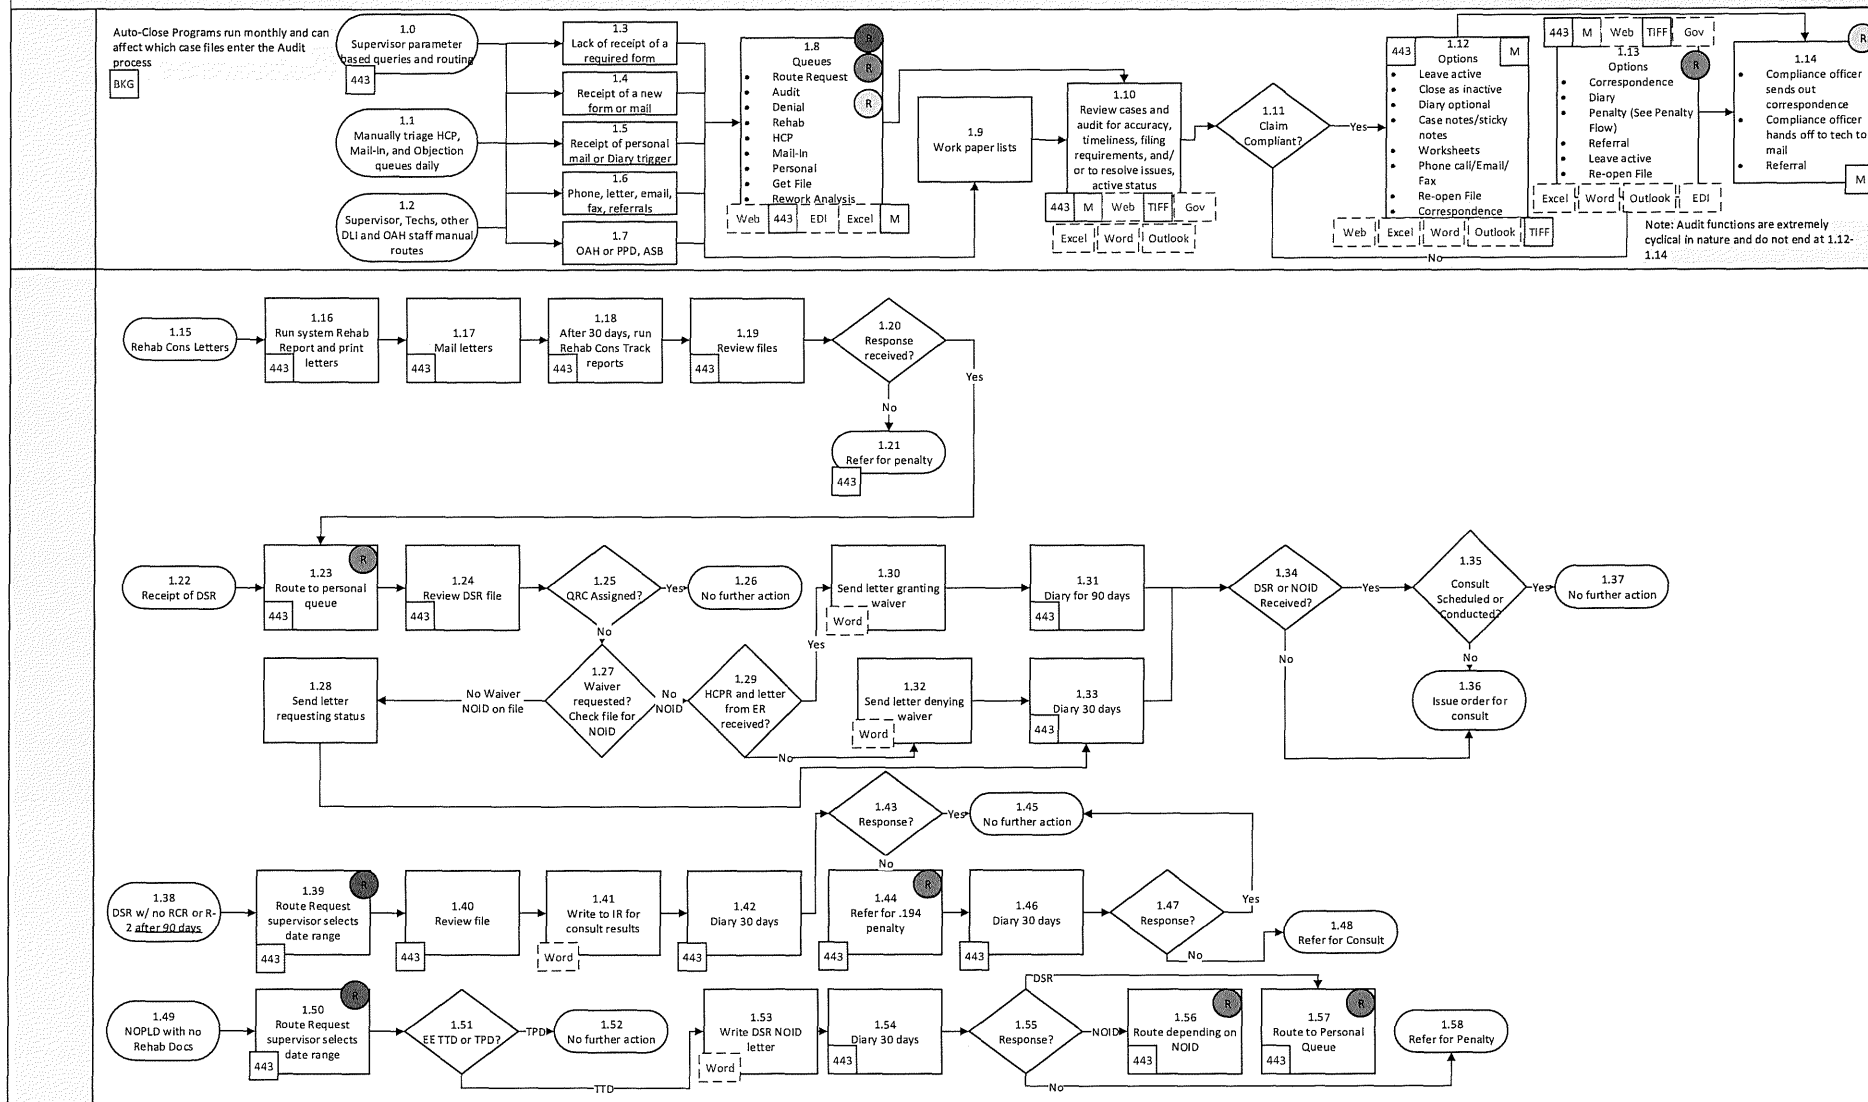 Auto-Close Programs run monthly and can
affect which case files enter the Audit
process
BKG
1.0
Supervisor parameter
based queries and routing
443
1.1
Manually triage HCP,
Mail-In, and Objection
queues daily
1.2
Supervisor, Techs, other
DLI and OAH staff manual
routes
1.3
Lack of receipt of a
required form
1.4
Receipt of a new
form or mail
1.5
Receipt of personal
mail or Diary trigger
1.6
Phone, letter, email,
fax, referrals
1.7
OAH or PPD, ASB
1.8
Queues
• Route Request
• Audit
• Denial
• Rehab
• HCP
• Mail-In
• Personal
• Get File
• Rework Analysis
R
R
R
Web 443 EDI Excel M
1.9
Work paper lists
1.10
Review cases and
audit for accuracy,
timeliness, filing
requirements, and/
or to resolve issues,
active status
443 M Web TIFF Gov
Excel Word Outlook
1.11
Claim
Compliant?
Yes
No
443 M
1.12
Options
• Leave active
• Close as inactive
• Diary optional
• Case notes/sticky
notes
• Worksheets
• Phone call/Email/
Fax
• Re-open File
• Correspondence
Web Excel Word Outlook TIFF
443 M Web TIFF Gov
1.13
Options
R
• Correspondence
• Diary
• Penalty (See Penalty
Flow)
• Referral
• Leave active
• Re-open File
Excel Word Outlook EDI
1.14
R
• Compliance officer
sends out
correspondence
• Compliance officer
hands off to tech to
mail
• Referral
M
Note: Audit functions are extremely
cyclical in nature and do not end at 1.12-
1.14
1.15
Rehab Cons Letters
1.16
Run system Rehab
Report and print
letters
443
1.17
Mail letters
443
1.18
After 30 days, run
Rehab Cons Track
reports
443
1.19
Review files
443
1.20
Response
received?
Yes
No
1.21
Refer for penalty
443
1.22
Receipt of DSR
1.23
Route to personal
queue
R
443
1.24
Review DSR file
443
1.25
QRC Assigned?
Yes
1.26
No further action
No
1.27
Waiver
requested?
Check file for
NOID
No Waiver
NOID on file
1.28
Send letter
requesting status
No
NOID
1.29
HCPR and letter
from ER
received?
Yes
No
1.30
Send letter granting
waiver
Word
1.31
Diary for 90 days
443
1.32
Send letter denying
waiver
Word
1.33
Diary 30 days
443
1.34
DSR or NOID
Received?
Yes
No
1.35
Consult
Scheduled or
Conducted?
Yes
No
1.36
Issue order for
consult
1.37
No further action
1.38
DSR w/ no RCR or R-
2 after 90 days
1.39
Route Request
supervisor selects
date range
R
443
1.40
Review file
443
1.41
Write to IR for
consult results
Word
1.42
Diary 30 days
443
1.43
Response?
Yes
No
1.45
No further action
1.44
Refer for .194
penalty
R
443
1.46
Diary 30 days
443
1.47
Response?
Yes
No
1.48
Refer for Consult
1.49
NOPLD with no
Rehab Docs
1.50
Route Request
supervisor selects
date range
R
443
1.51
EE TTD or TPD?
TPD
TTD
1.52
No further action
1.53
Write DSR NOID
letter
Word
1.54
Diary 30 days
443
1.55
Response?
DSR
NOID
No
1.56
Route depending on
NOID
R
443
1.57
Route to Personal
Queue
R
443
1.58
Refer for Penalty